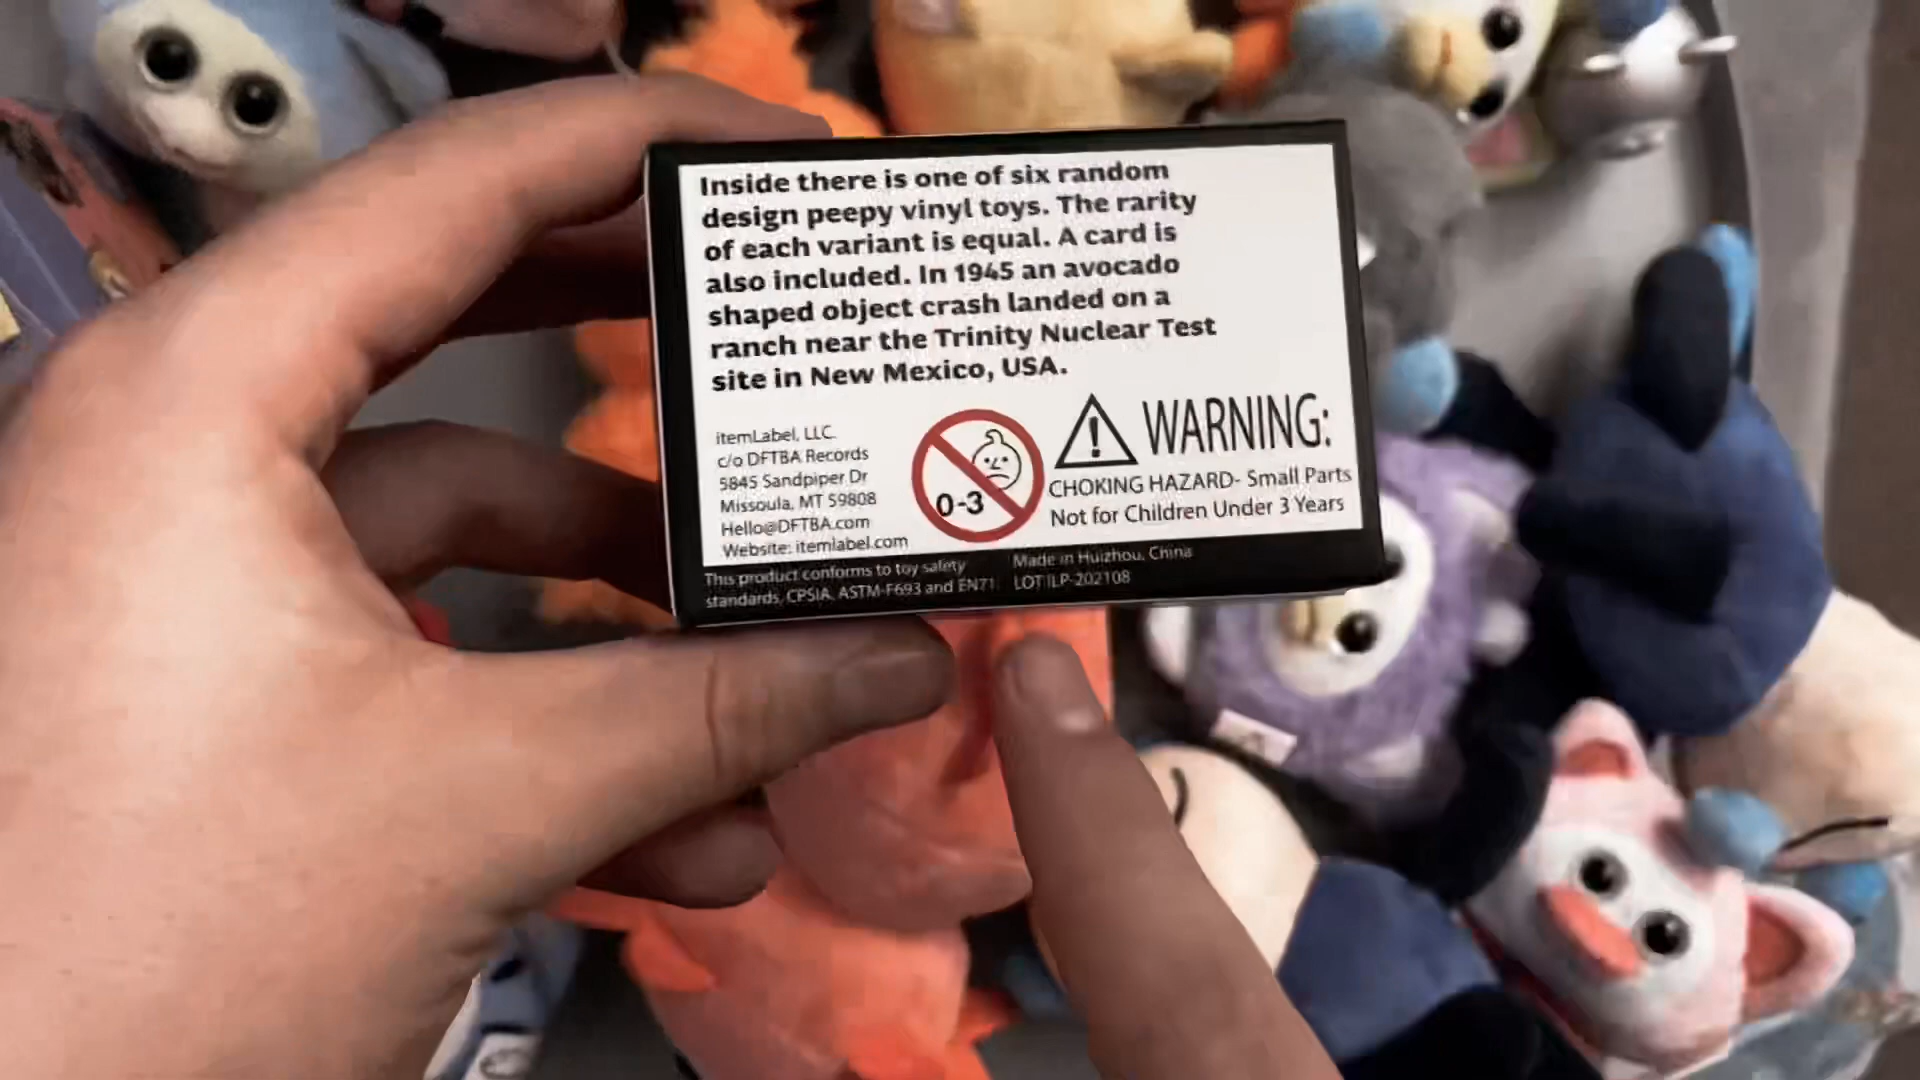 Inside there is one of six random
design peepy vinyl toys. The rarity
of each variant is equal. A card is
also included. In 1945 an avocado
shaped object crash landed on a
ranch near the Trinity Nuclear Test
site in New Mexico, USA.
itemLabel, LLC.
c/o DFTBA Records
5845 Sandpiper Dr
Missoula, MT 59808
Hello@DFTBA.com
Website: itemlabel.com
0-3
WARNING:
CHOKING HAZARD- Small Parts
Not for Children Under 3 Years
This product conforms to toy safety
standards, CPSIA, ASTM-F693 and EN71.
Made in Huizhou, China
LOT ILP-202108